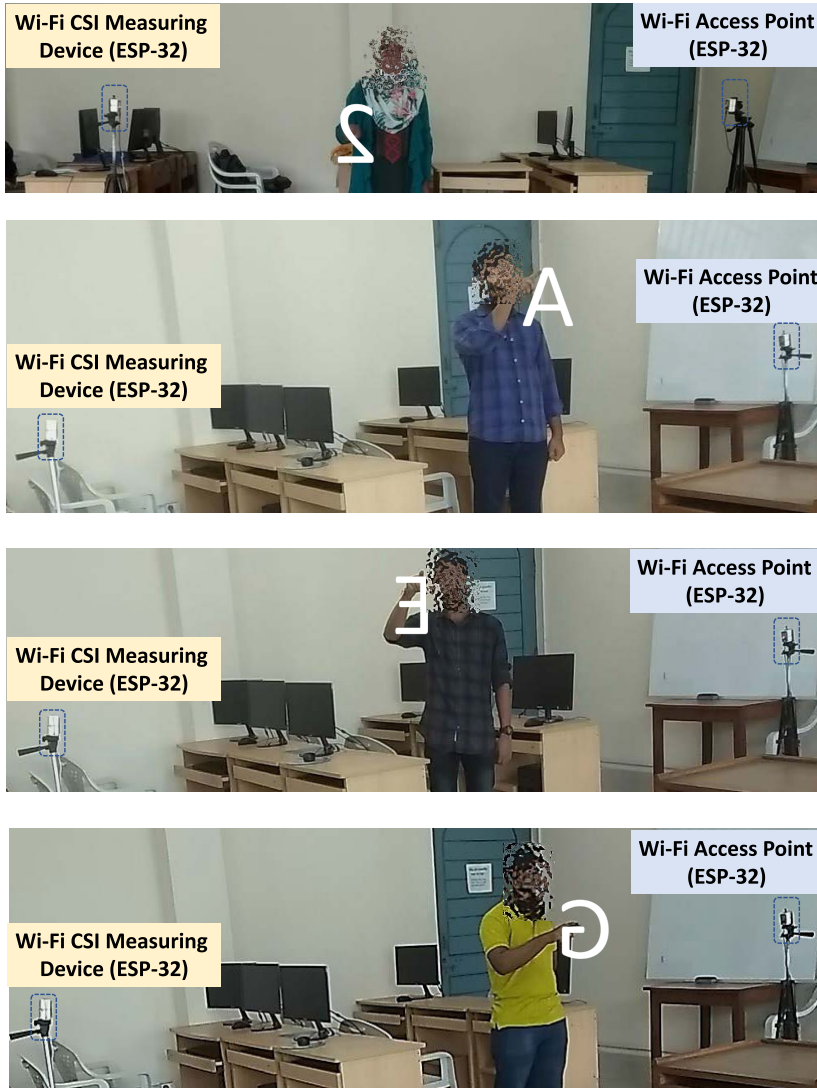 Wi-Fi CSI Measuring
Device (ESP-32)
Wi-Fi Access Point
(ESP-32)
2
A
Wi-Fi Access Point
(ESP-32)
Wi-Fi CSI Measuring
Device (ESP-32)
E
Wi-Fi Access Point
(ESP-32)
Wi-Fi CSI Measuring
Device (ESP-32)
Wi-Fi Access Point
(ESP-32)
G
Wi-Fi CSI Measuring
Device (ESP-32)